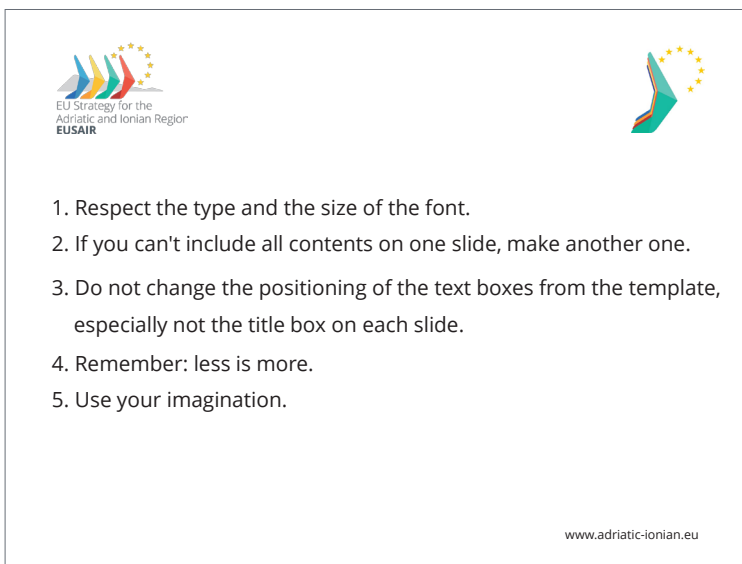 EU Strategy for the
Adriatic and Ionian Region
EUSAIR
1. Respect the type and the size of the font.
2. If you can't include all contents on one slide, make another one.
3. Do not change the positioning of the text boxes from the template,
especially not the title box on each slide.
4. Remember: less is more.
5. Use your imagination.
www.adriatic-ionian.eu